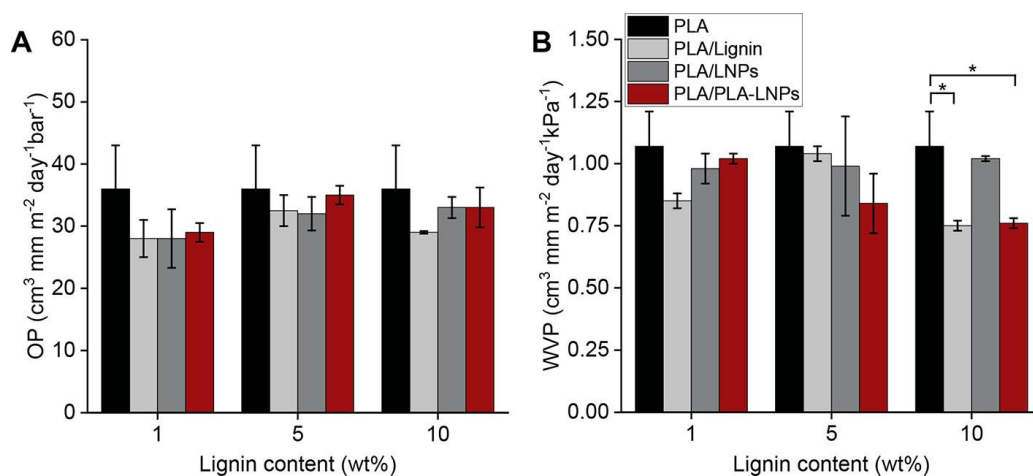 A
60
50
40
30
20
10
0
OP (cm³ mm m⁻² day⁻¹bar⁻¹)
1
5
10
Lignin content (wt%)
B
PLA
PLA/Lignin
PLA/LNPs
PLA/PLA-LNPs
*
*
1.50
1.25
1.00
0.75
0.50
0.25
0.00
WVP (cm³ mm m⁻² day⁻¹kPa⁻¹)
1
5
10
Lignin content (wt%)